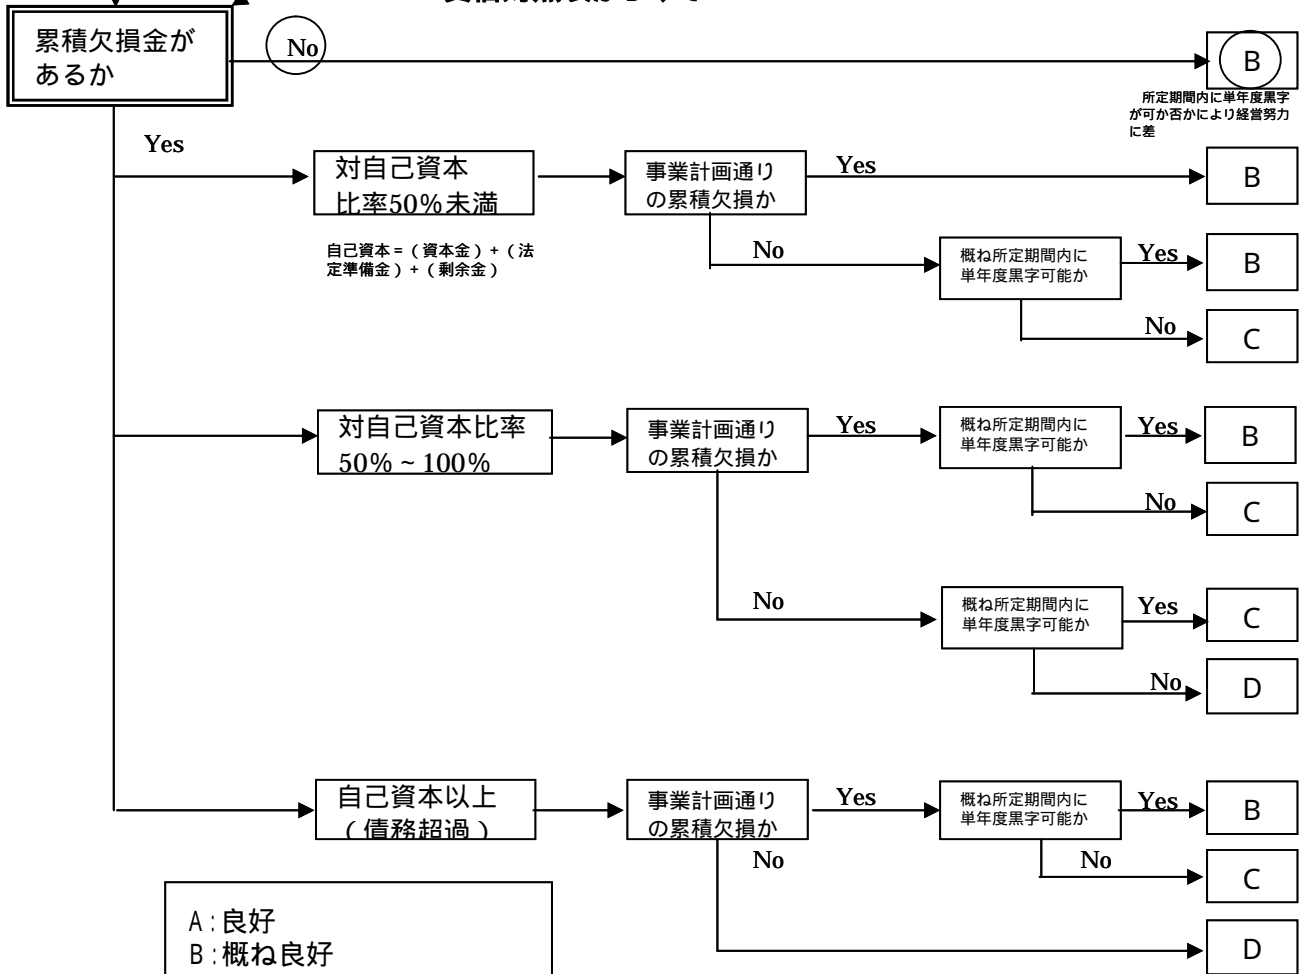 累積欠損金が
あるか
No
B
所定期間内に単年度黒字
が可か否かにより経営努力
に差
Yes
対自己資本
比率50%未満
事業計画通り
の累積欠損か
Yes
B
自己資本=(資本金)+(法
定準備金)+(剰余金)
No
概ね所定期間内に
単年度黒字可能か
Yes
B
No
C
対自己資本比率
50%~100%
事業計画通り
の累積欠損か
Yes
概ね所定期間内に
単年度黒字可能か
Yes
B
No
C
No
概ね所定期間内に
単年度黒字可能か
Yes
C
No
D
自己資本以上
(債務超過)
事業計画通り
の累積欠損か
Yes
概ね所定期間内に
単年度黒字可能か
Yes
B
No
No
C
D
A:良好
B:概ね良好